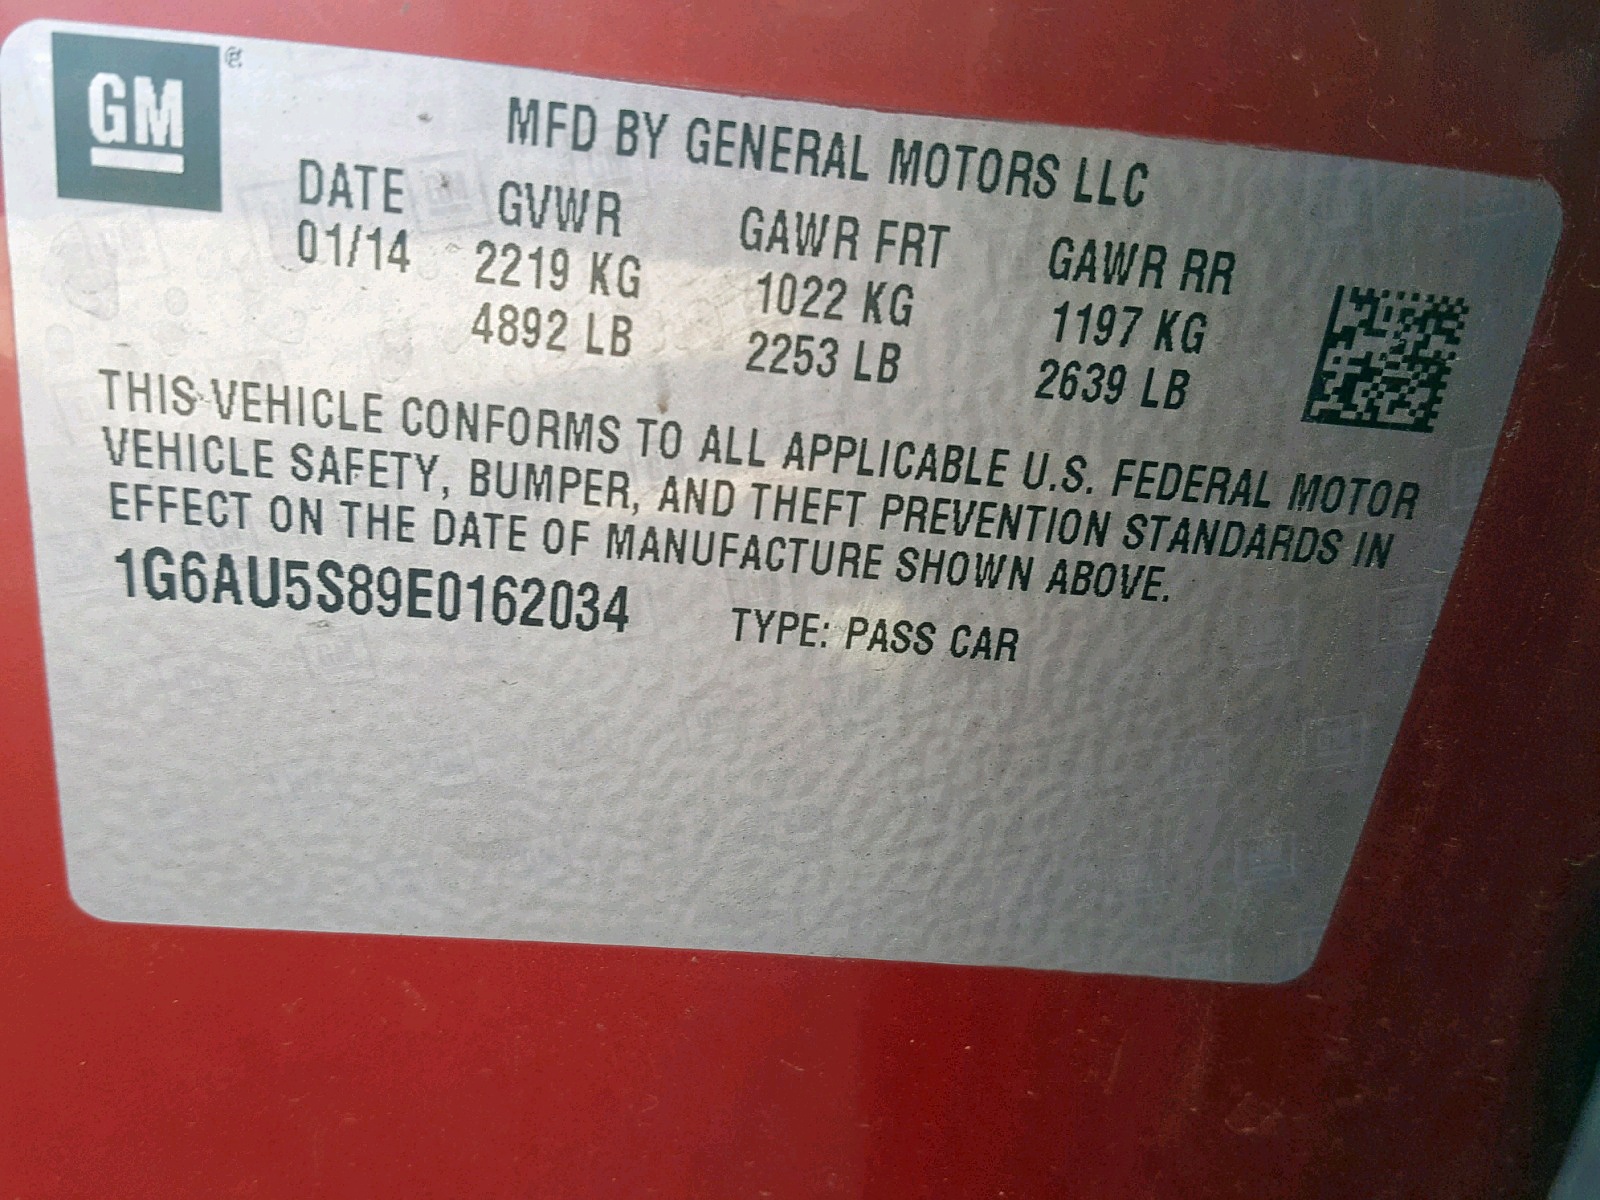 GM
MFD BY GENERAL MOTORS LLC
DATE GVWR GAWR FRT GAWR RR
01/14 2219 KG 1022 KG 1197 KG
4892 LB 2253 LB 2639 LB
THIS VEHICLE CONFORMS TO ALL APPLICABLE U.S. FEDERAL MOTOR
VEHICLE SAFETY, BUMPER, AND THEFT PREVENTION STANDARDS IN
EFFECT ON THE DATE OF MANUFACTURE SHOWN ABOVE.
1G6AU5S89E0162034 TYPE: PASS CAR